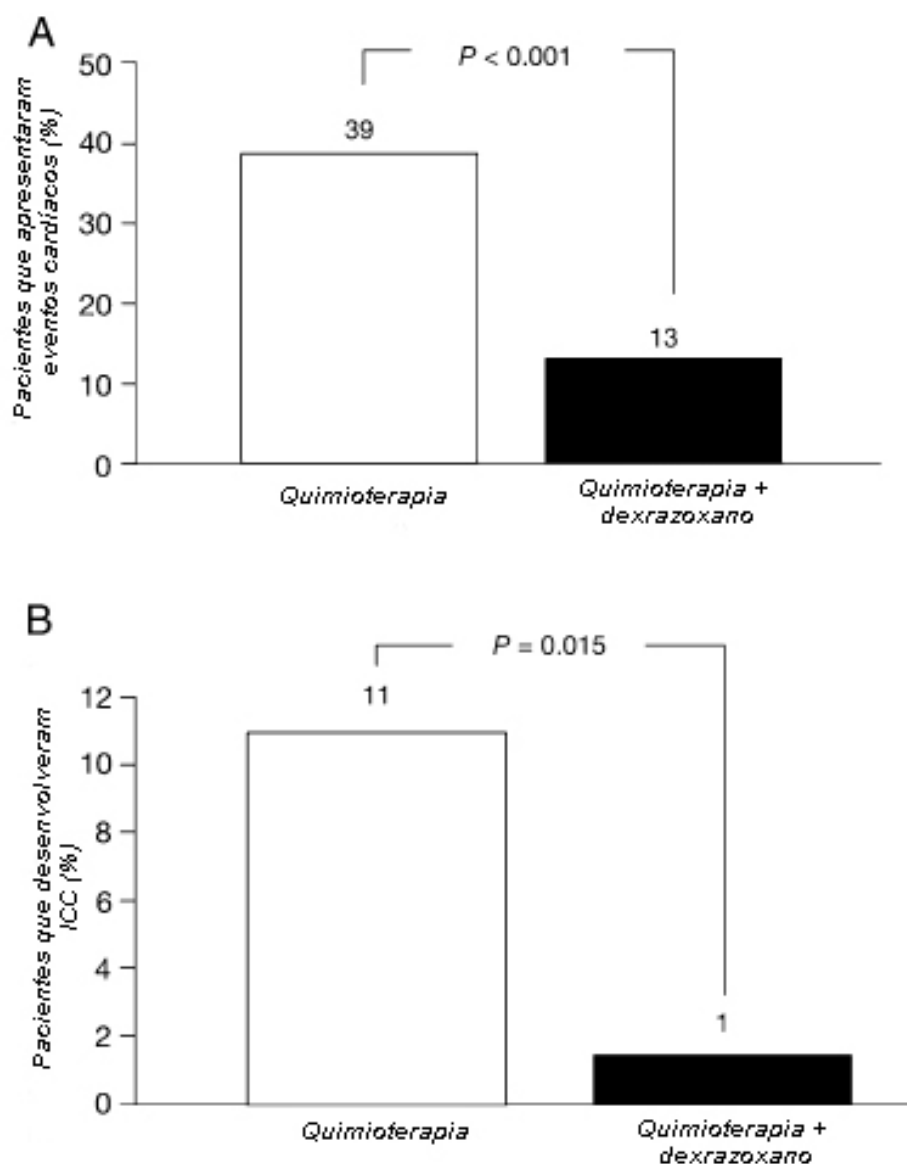 A
P < 0.001
50
40
30
20
10
0
Pacientes que apresentaram
eventos cardíacos (%)
39
13
Quimioterapia
Quimioterapia +
dexrazoxano
B
P = 0.015
12
10
8
6
4
2
0
Pacientes que desenvolveram
ICC (%)
11
1
Quimioterapia
Quimioterapia +
dexrazoxano